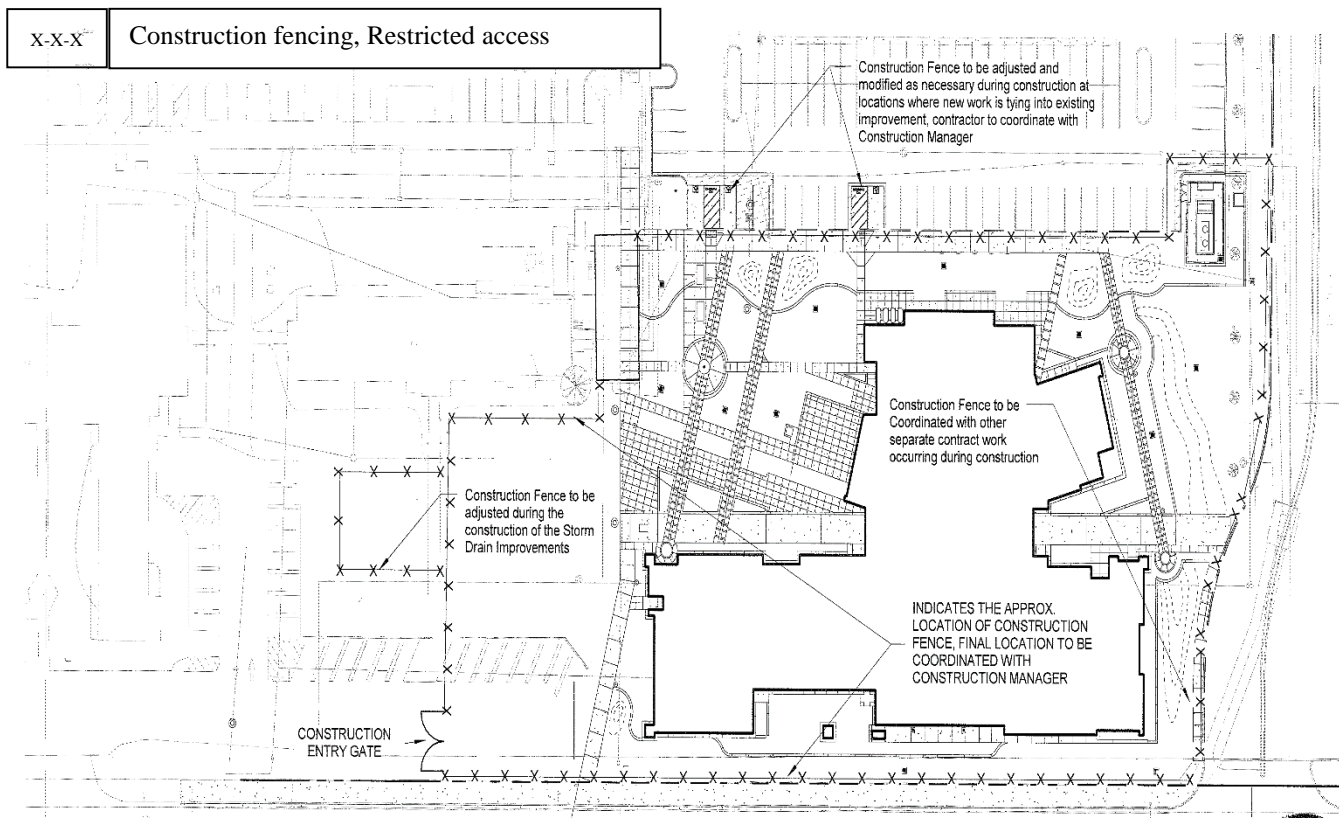 X-X-X
Construction fencing, Restricted access
Construction Fence to be adjusted and
modified as necessary during construction at
locations where new work is tying into existing
improvement, contractor to coordinate with
Construction Manager
Construction Fence to be
Coordinated with other
separate contract work
occurring during construction
Construction Fence to be
adjusted during the
construction of the Storm
Drain Improvements
INDICATES THE APPROX.
LOCATION OF CONSTRUCTION
FENCE, FINAL LOCATION TO BE
COORDINATED WITH
CONSTRUCTION MANAGER
CONSTRUCTION
ENTRY GATE